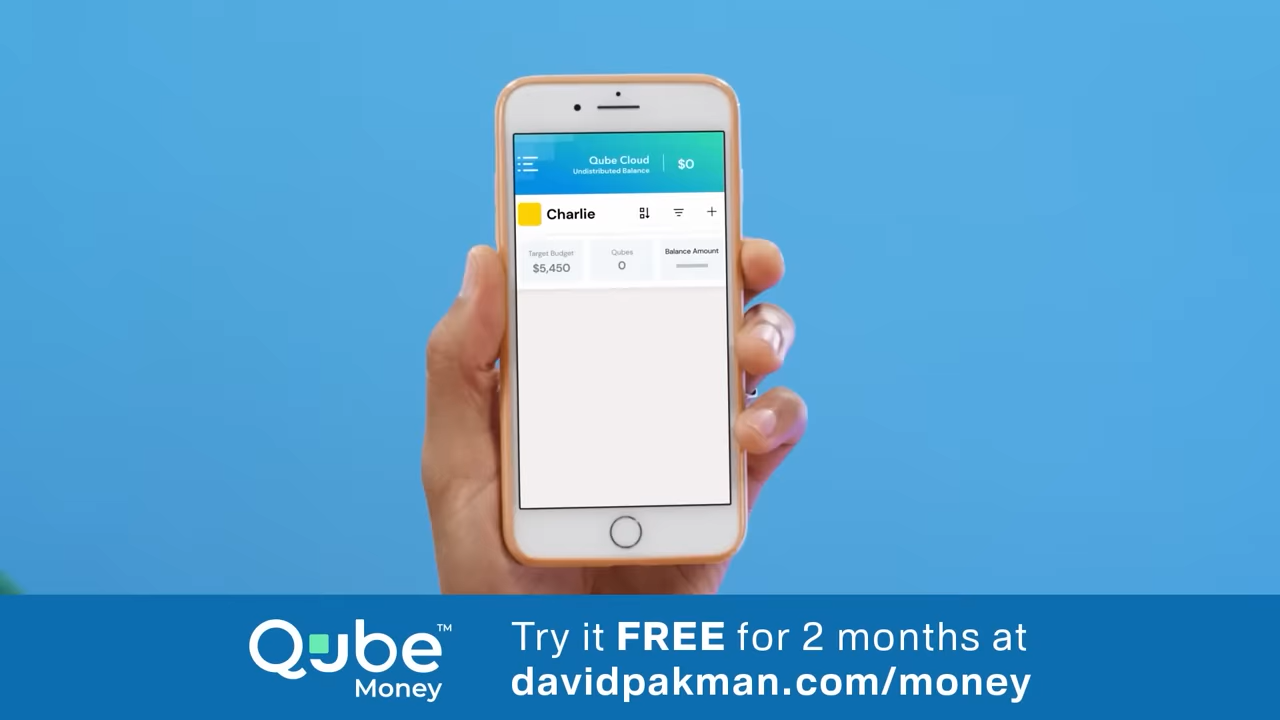 Qube Cloud
Undistributed Balance
$0
Charlie
Target Budget
$5,450
Qubes
0
Balance Amount
Qube™
Money
Try it FREE for 2 months at
davidpakman.com/money